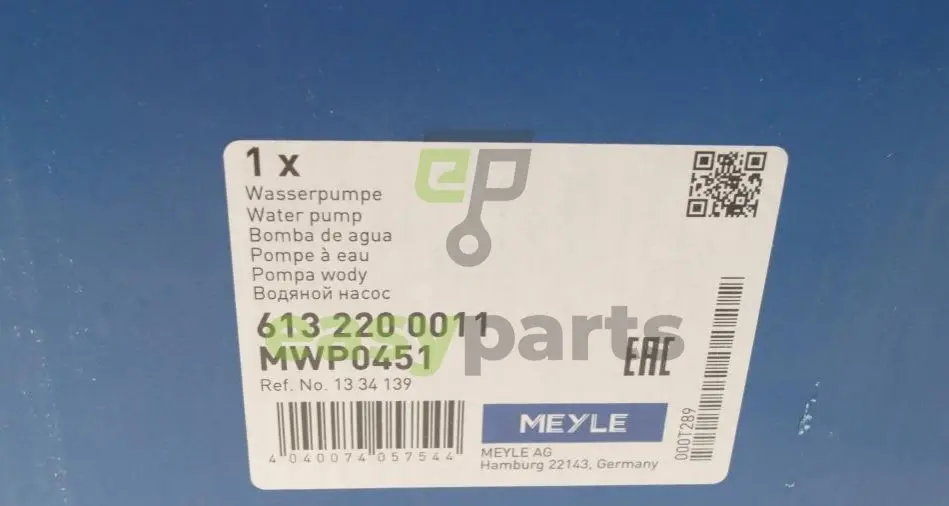 1 x
Wasserpumpe
Water pump
Bomba de agua
Pompe à eau
Pompa wody
Водяной насос
613 220 0011
MWP0451
Ref. No. 13 34 139
4 040074 057544
ep
easyparts
EAC
MEYLE
MEYLE AG
Hamburg 22143, Germany
000T289